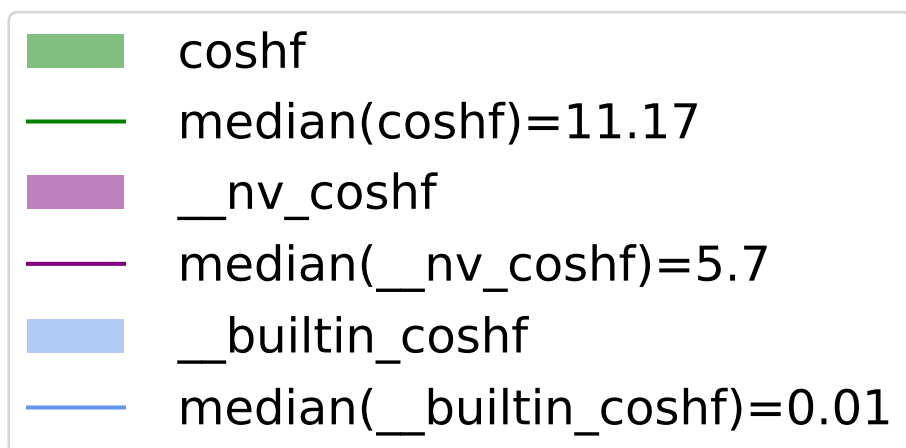 coshf
median(coshf)=11.17
__nv_coshf
median(__nv_coshf)=5.7
__builtin_coshf
median(__builtin_coshf)=0.01